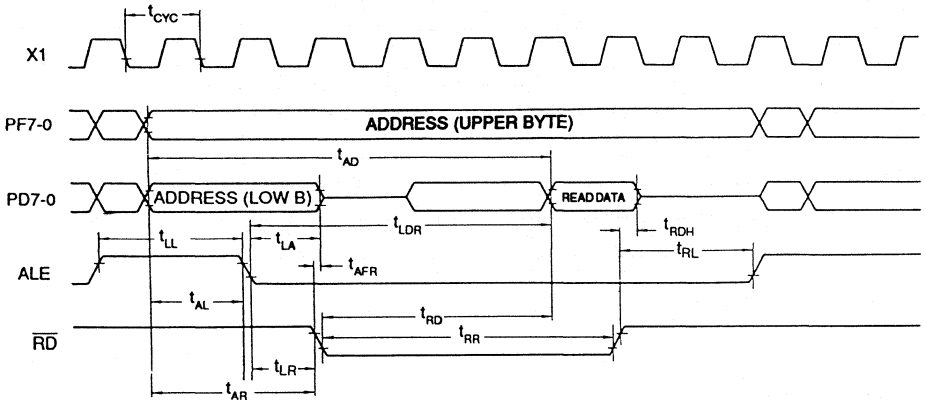 tCYC
X1
PF7-0
ADDRESS (UPPER BYTE)
tAD
PD7-0
ADDRESS (LOW B)
READ DATA
tLDR
tRDH
tLL
tLA
tRL
ALE
tAFR
tAL
tRD
RD
tRR
tLR
tAR